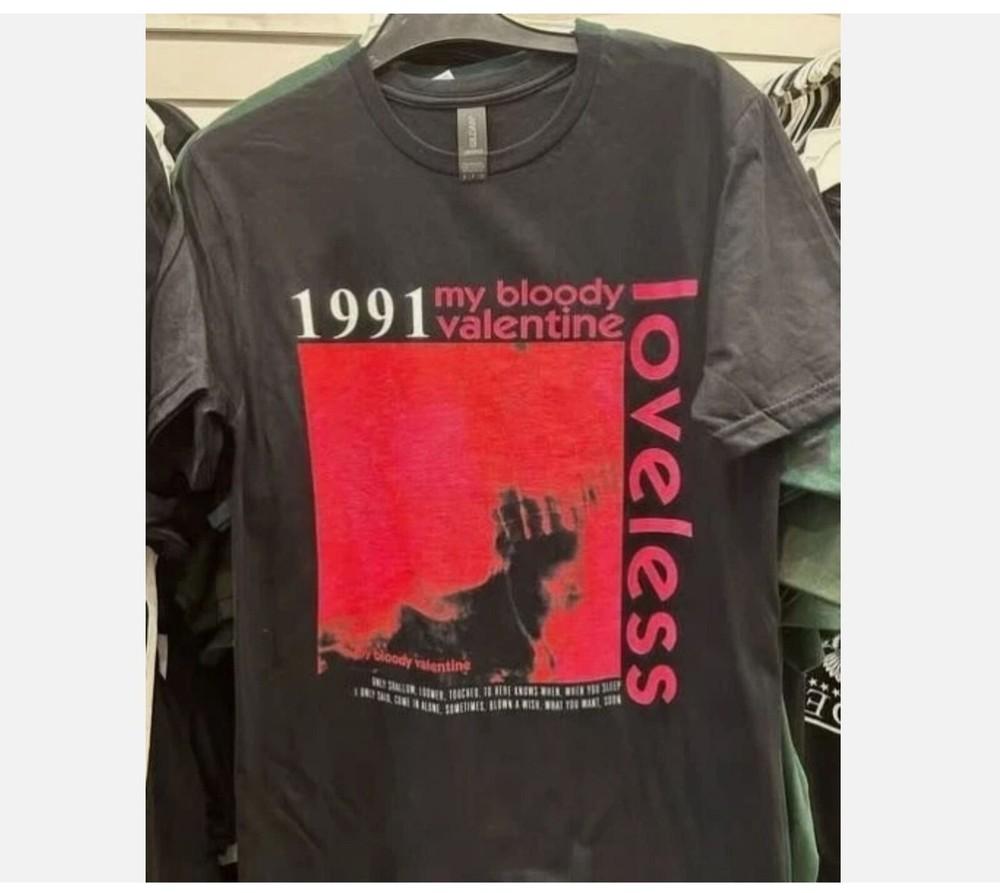 GILDAN
1991
my bloody
valentine
loveless
bloody valentine
ONLY SHALLOW, LOOMER, TOUCHED, TO HERE KNOWS WHEN, WHEN YOU SLEEP
I ONLY SAID, COME IN ALONE, SOMETIMES, BLOWN A WISH, WHAT YOU WANT, SOON